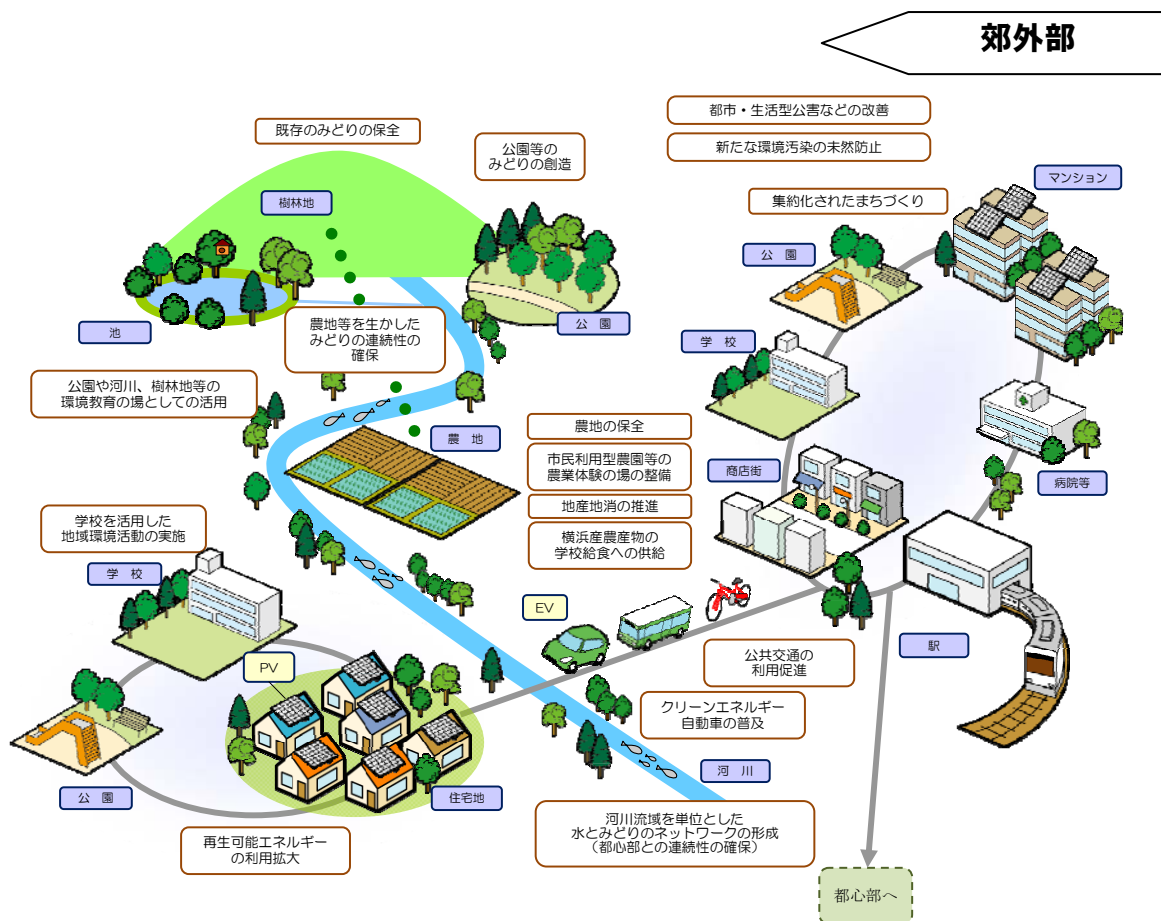 郊外部
都市・生活型公害などの改善
新たな環境汚染の未然防止
既存のみどりの保全
公園等の
みどりの創造
マンション
集約化されたまちづくり
樹林地
公 園
池
公 園
農地等を生かした
みどりの連続性の
確保
学 校
公園や河川、樹林地等の
環境教育の場としての活用
農 地
農地の保全
市民利用型農園等の
農業体験の場の整備
地産地消の推進
横浜産農産物の
学校給食への供給
商店街
病院等
学校を活用した
地域環境活動の実施
学 校
EV
駅
PV
公共交通の
利用促進
クリーンエネルギー
自動車の普及
河 川
公 園
住宅地
再生可能エネルギー
の利用拡大
河川流域を単位とした
水とみどりのネットワークの形成
（都心部との連続性の確保）
都心部へ